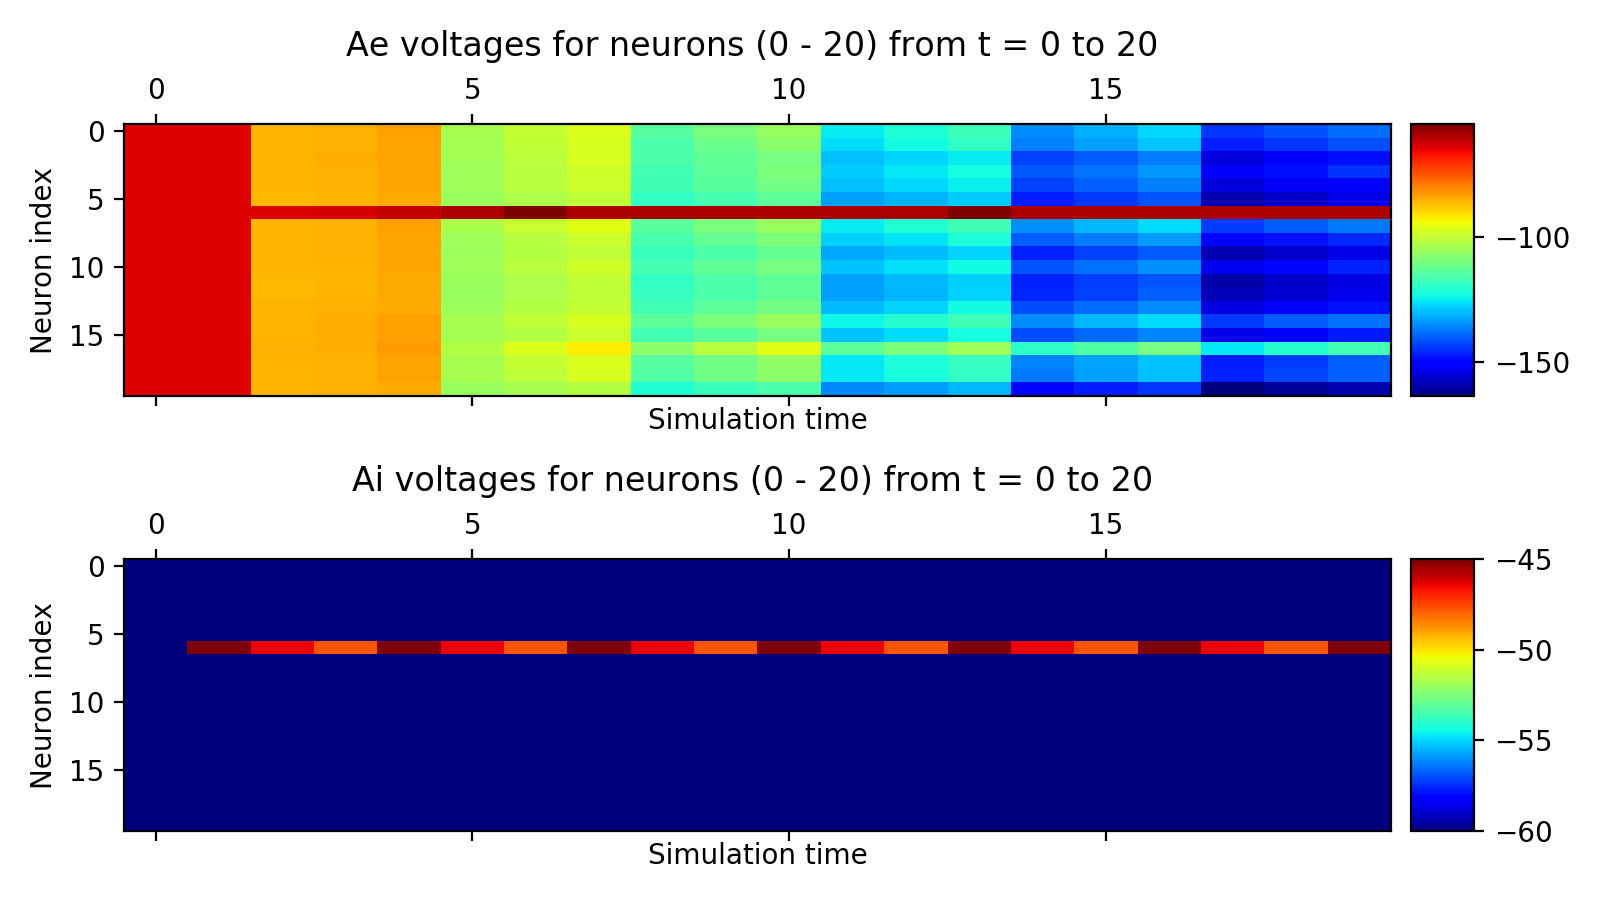 Ae voltages for neurons (0 - 20) from t = 0 to 20
0 5 10 15
Neuron index
0
5
10
15
−100
−150
Simulation time
Ai voltages for neurons (0 - 20) from t = 0 to 20
0 5 10 15
Neuron index
0
5
10
15
−45
−50
−55
−60
Simulation time